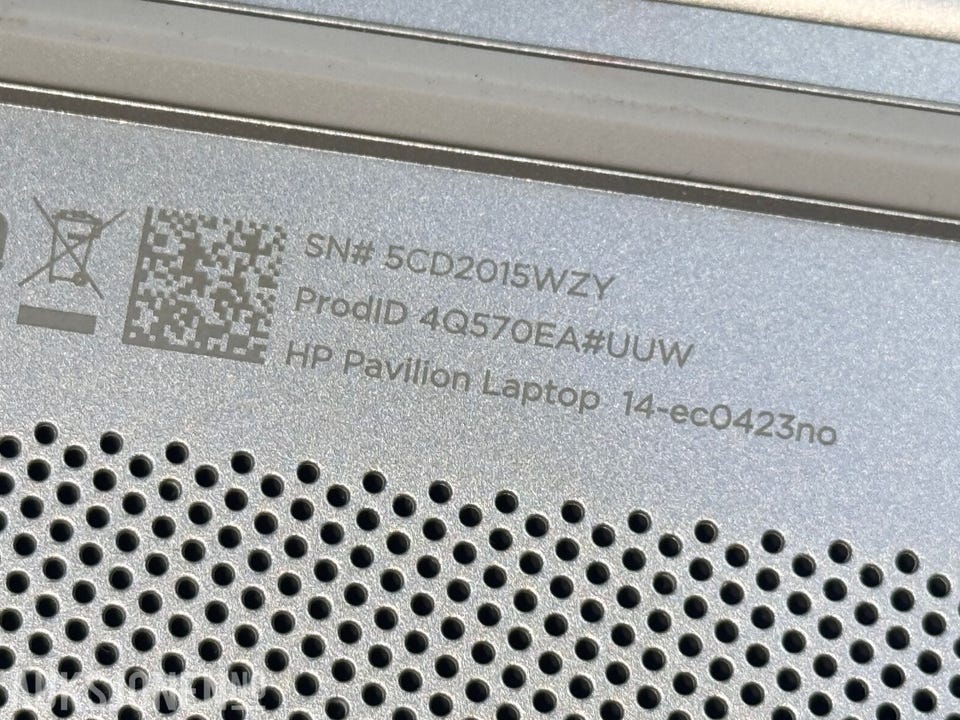 SN# 5CD2015WZY
ProdID 4Q570EA#UUW
HP Pavilion Laptop 14-ec0423no